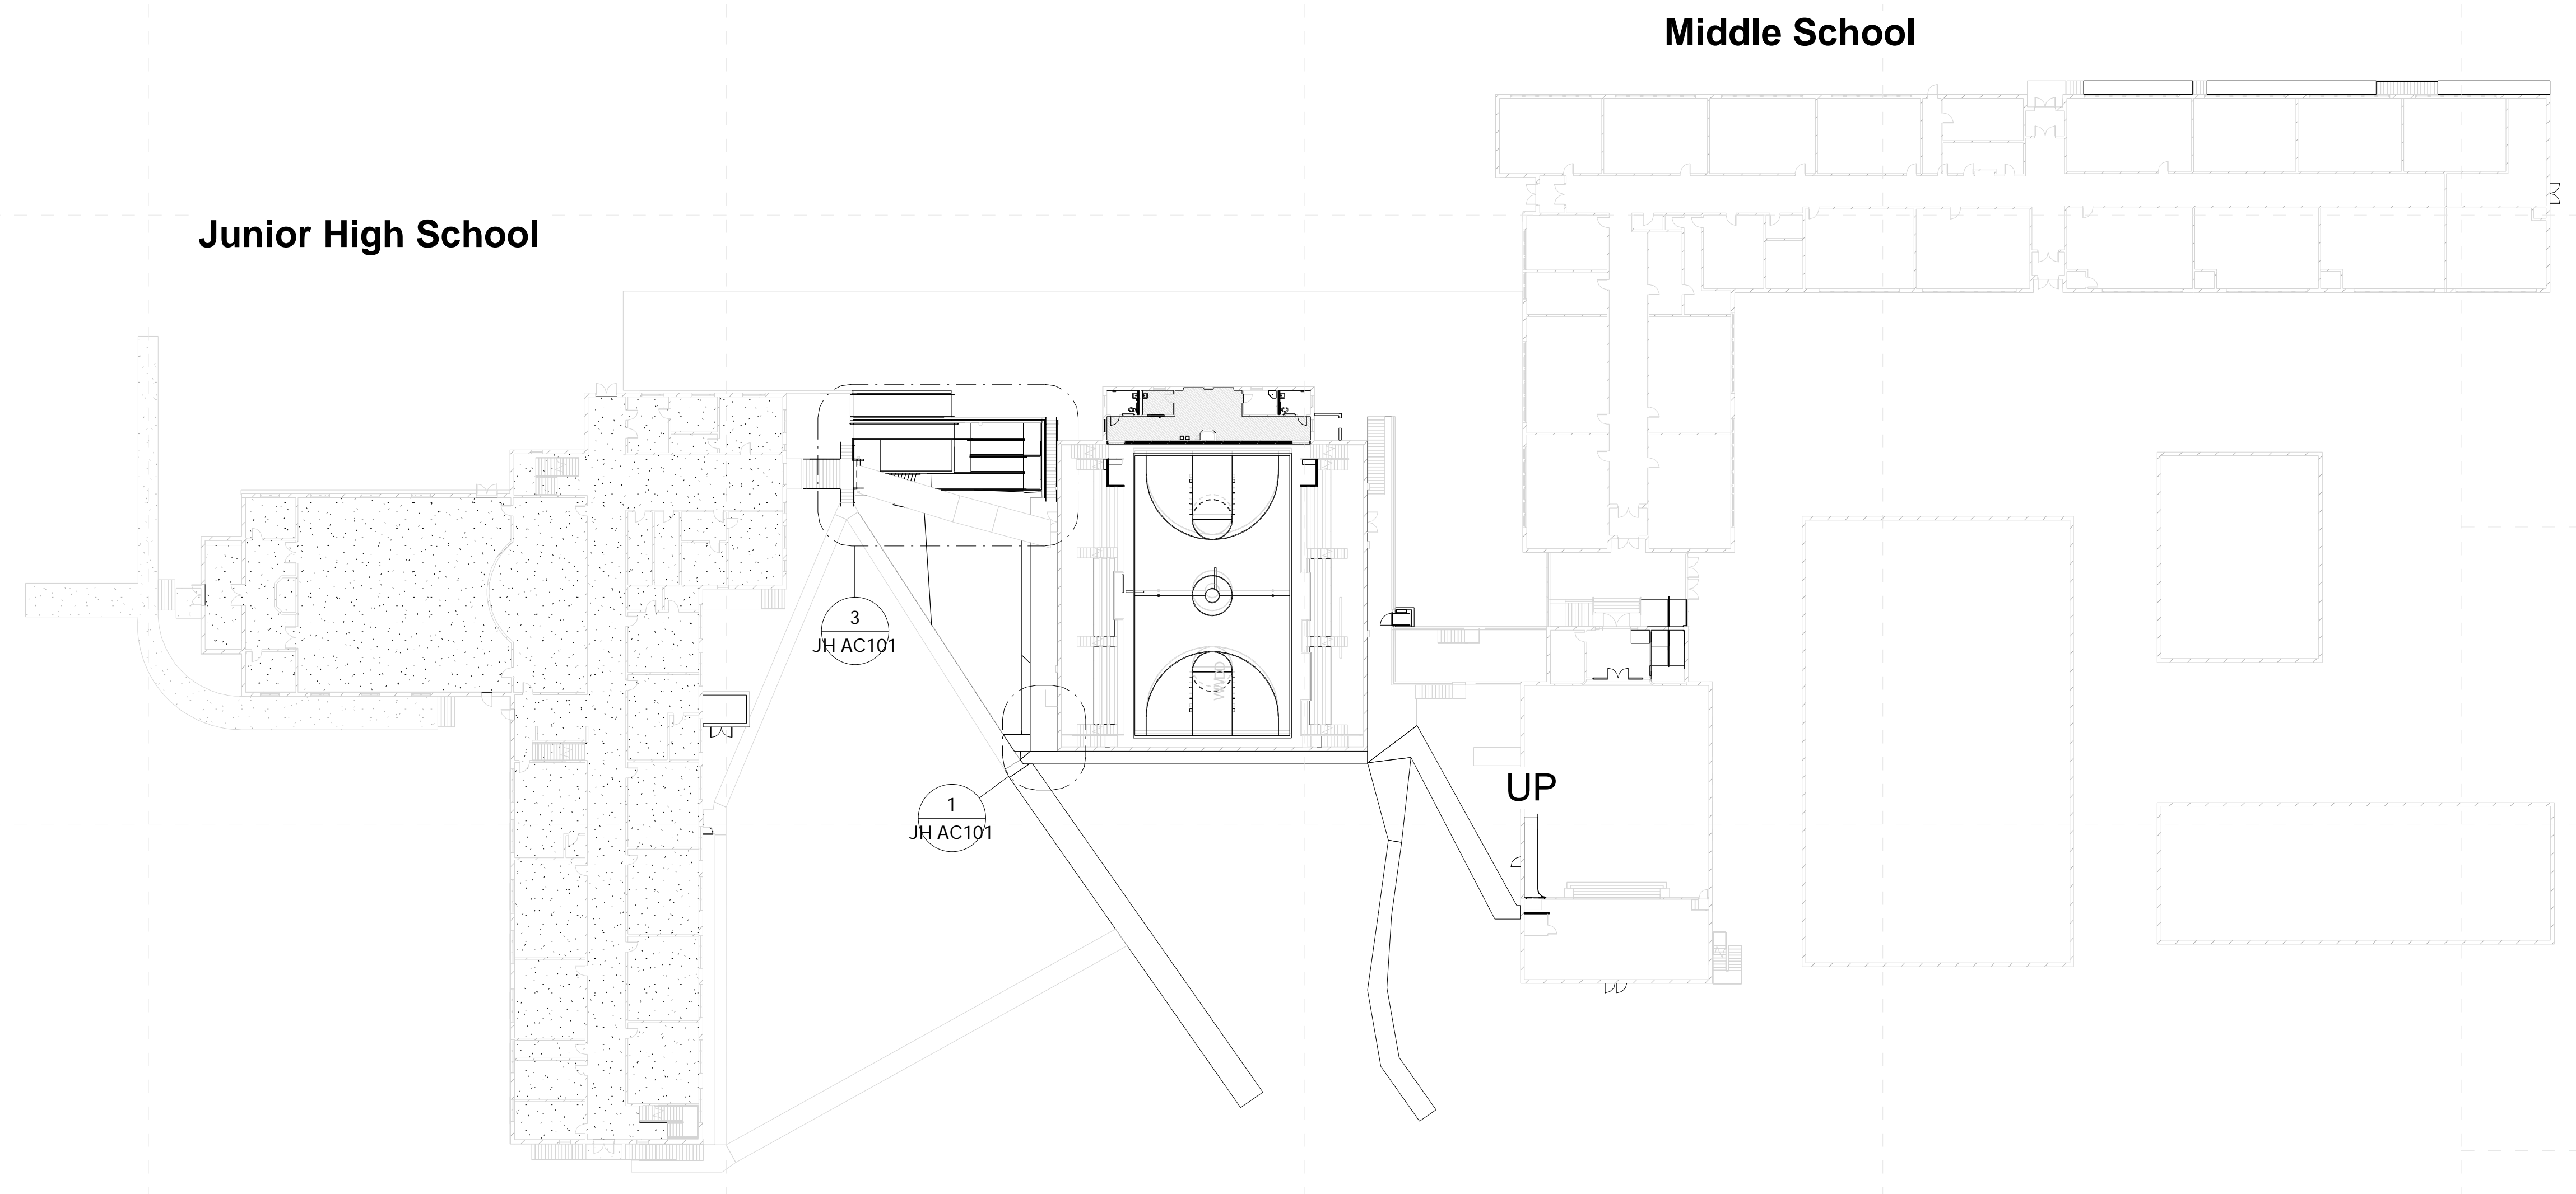 Middle School
Junior High School
3
JH AC101
1
JH AC101
UP